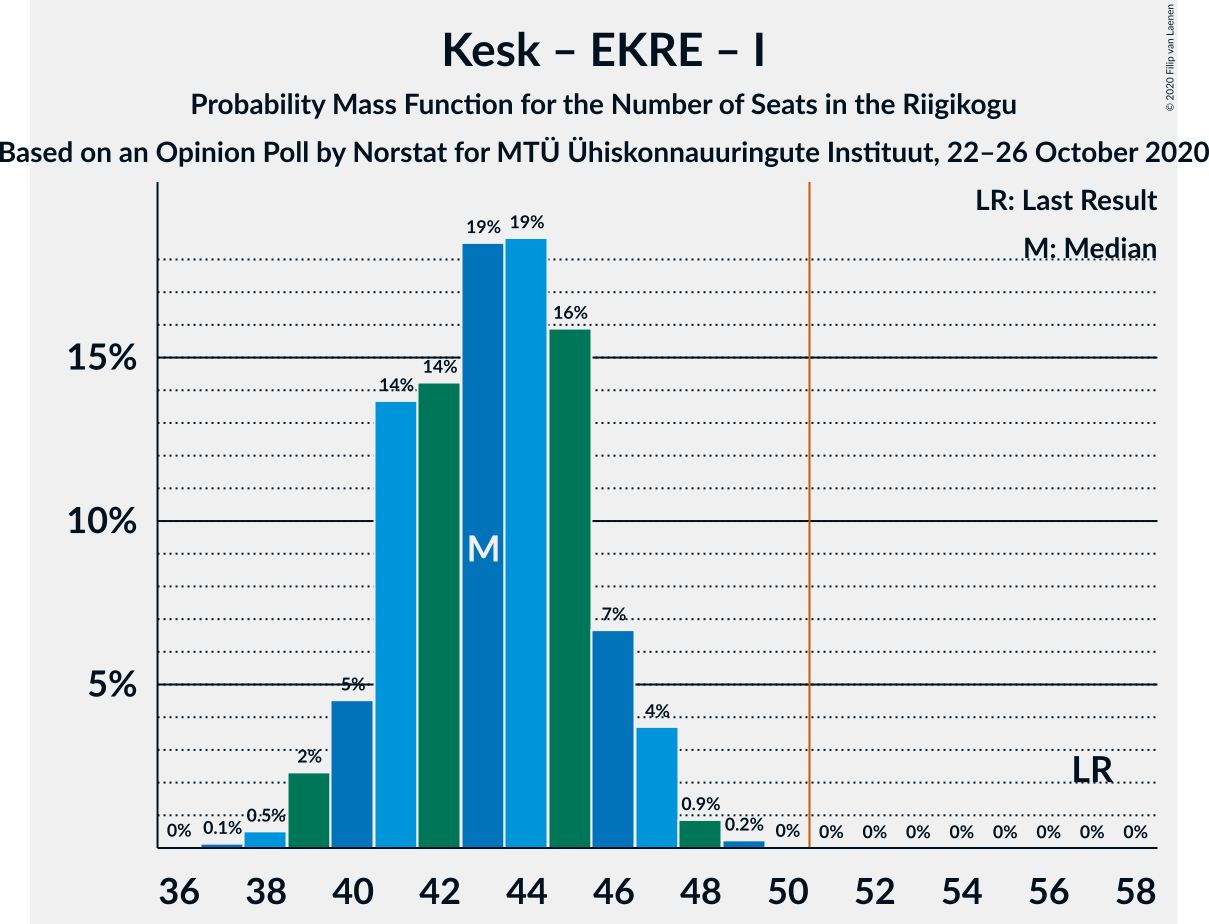 Kesk – EKRE – I
Probability Mass Function for the Number of Seats in the Riigikogu
Based on an Opinion Poll by Norstat for MTÜ Ühiskonnauuringute Instituut, 22–26 October 2020
© 2020 Filip van Laenen
LR: Last Result
M: Median
19% 19%
16%
15%
14% 14%
10%
M
7%
5%
5%
4%
2%
LR
0% 0.1% 0.5% 0.9% 0.2% 0% 0% 0% 0% 0% 0% 0% 0% 0%
36 38 40 42 44 46 48 50 52 54 56 58